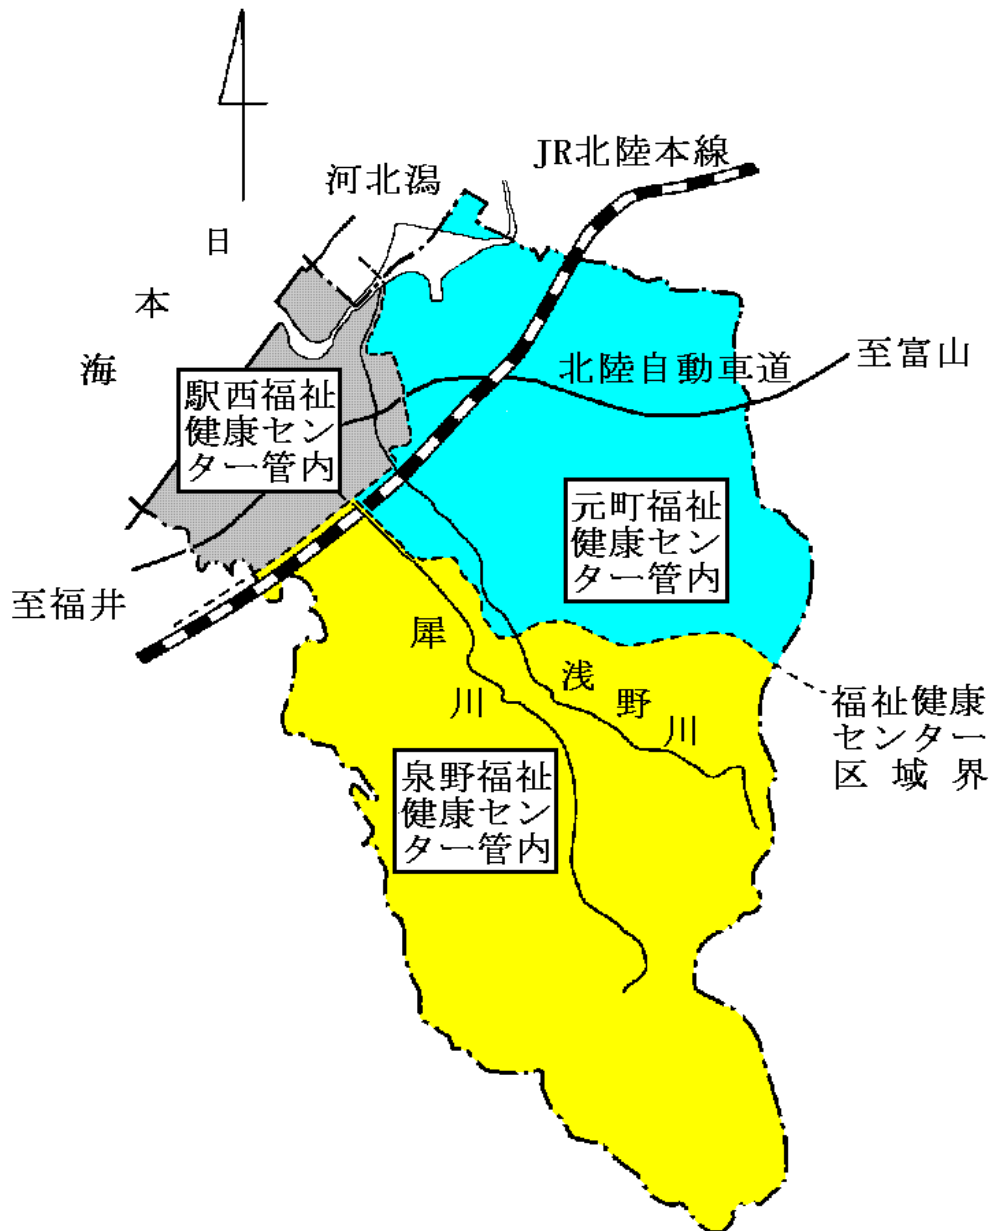 JR北陸本線
河北潟
日本海
北陸自動車道
至富山
駅西福祉
健康セン
ター管内
元町福祉
健康セン
ター管内
至福井
犀川
浅野川
福祉健康
センター
区域界
泉野福祉
健康セン
ター管内